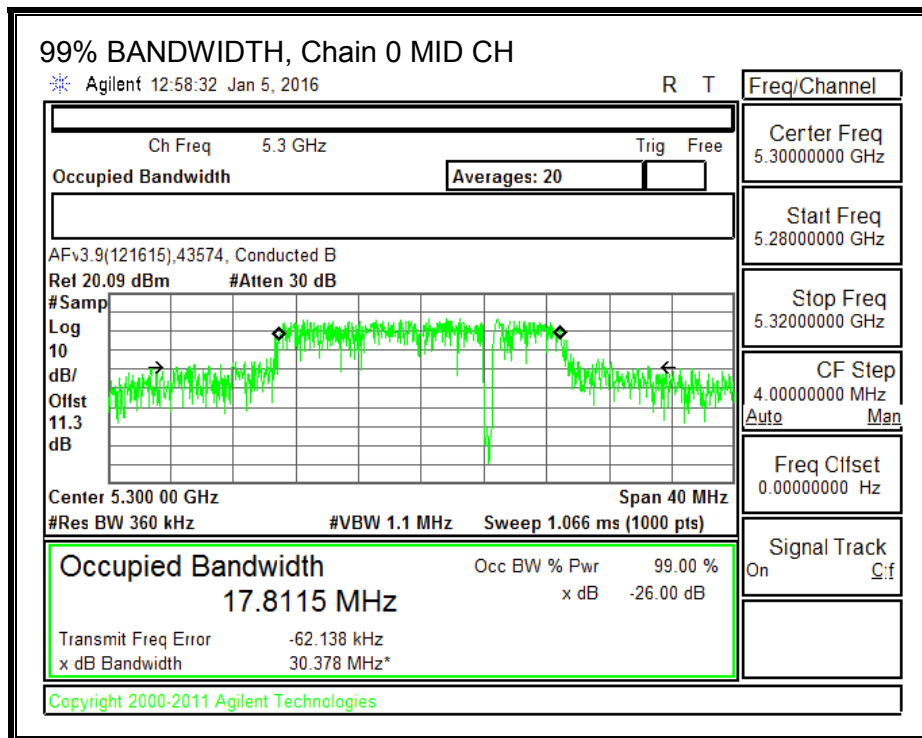 99% BANDWIDTH, Chain 0 MID CH
Agilent 12:58:32 Jan 5, 2016 R T
Freq/Channel
Ch Freq 5.3 GHz Trig Free
Occupied Bandwidth Averages: 20
AFv3.9(121615),43574, Conducted B
Ref 20.09 dBm #Atten 30 dB
#Samp
Log
10
dB/
Offst
11.3
dB
Center 5.300 00 GHz Span 40 MHz
#Res BW 360 kHz #VBW 1.1 MHz Sweep 1.066 ms (1000 pts)
Occupied Bandwidth Occ BW % Pwr 99.00 %
17.8115 MHz x dB -26.00 dB
Transmit Freq Error -62.138 kHz
x dB Bandwidth 30.378 MHz*
Copyright 2000-2011 Agilent Technologies
Center Freq
5.30000000 GHz
Start Freq
5.28000000 GHz
Stop Freq
5.32000000 GHz
CF Step
4.00000000 MHz
Auto Man
Freq Offset
0.00000000 Hz
Signal Track
On Off